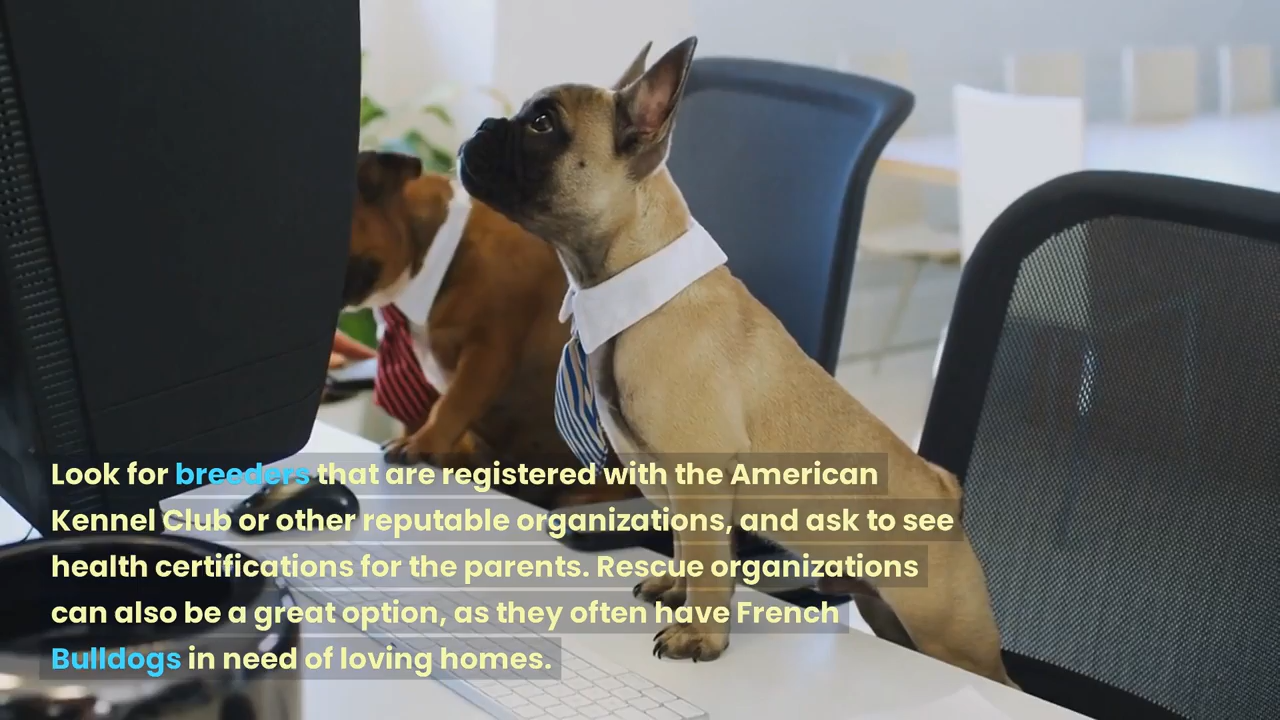 Look for breeders that are registered with the American
Kennel Club or other reputable organizations, and ask to see
health certifications for the parents. Rescue organizations
can also be a great option, as they often have French
Bulldogs in need of loving homes.